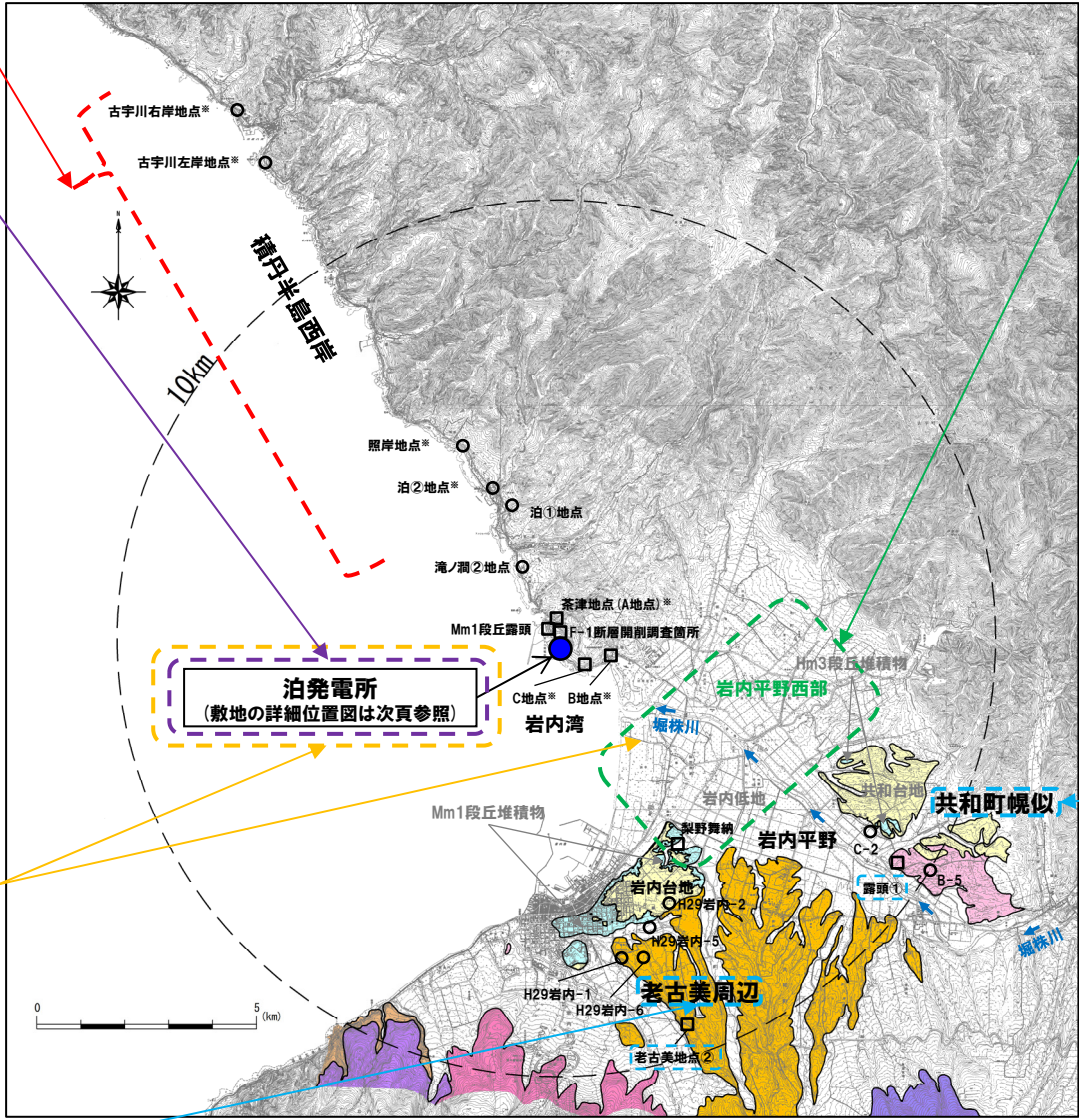 古宇川右岸地点※
古宇川左岸地点※
N
積丹半島西岸
10km
照岸地点※
泊②地点※
泊①地点
滝ノ澗②地点
茶津地点(A地点)※
Mm1段丘露頭
F-1断層開削調査箇所
泊発電所
(敷地の詳細位置図は次頁参照)
C地点※
B地点※
岩内湾
Hm3段丘堆積物
岩内平野西部
堀株川
岩内低地
共和台地
共和町幌似
Mm1段丘堆積物
梨野舞納
岩内平野
C-2
B-5
露頭①
堀株川
岩内台地
H29岩内-2
H29岩内-5
H29岩内-1
H29岩内-6
老古美周辺
老古美地点②
0
5
(km)